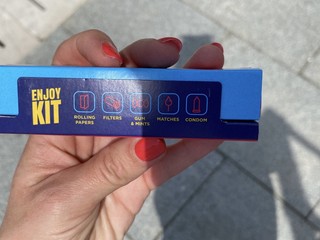 ENJOY
KIT
ROLLING
PAPERS
FILTERS
GUM
& MINTS
MATCHES
CONDOM